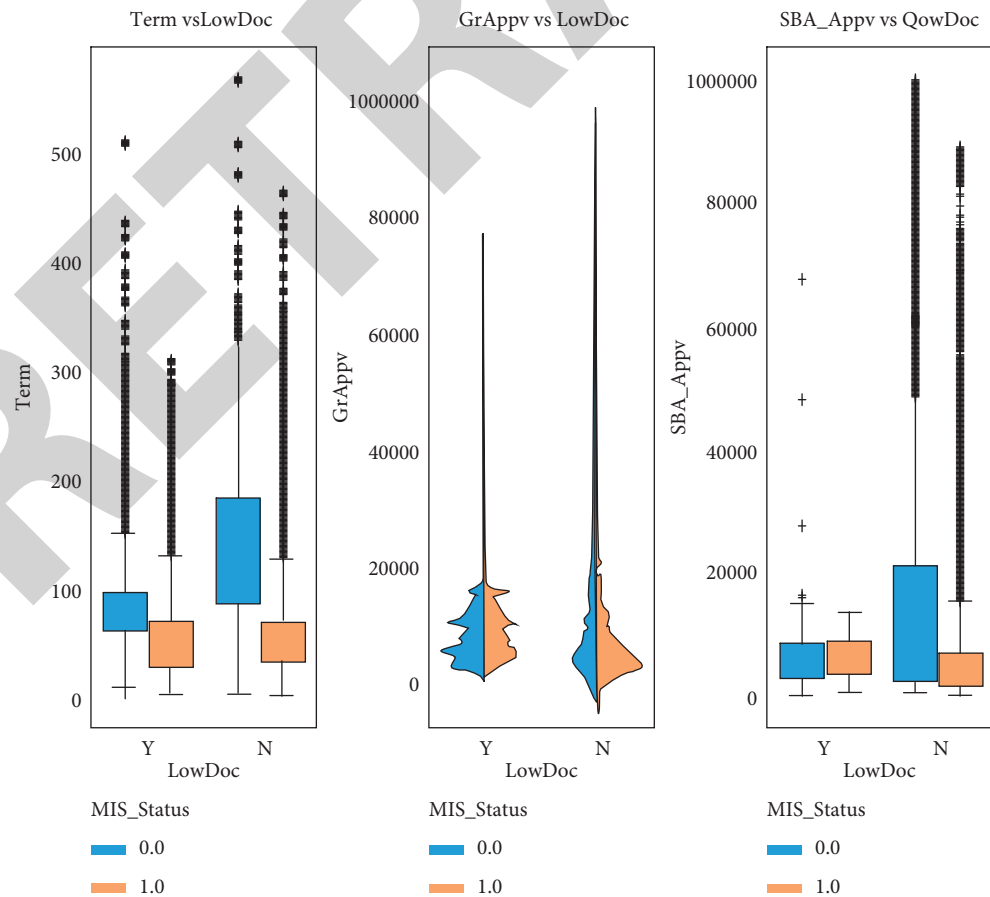 Term vsLowDoc
500
400
300
200
100
0
Term
Y
N
LowDoc
MIS_Status
0.0
1.0
GrAppv vs LowDoc
1000000
80000
60000
40000
20000
0
GrAppv
Y
N
LowDoc
MIS_Status
0.0
1.0
SBA_Appv vs QowDoc
1000000
80000
60000
40000
20000
0
SBA_Appv
Y
N
LowDoc
MIS_Status
0.0
1.0
RETRA